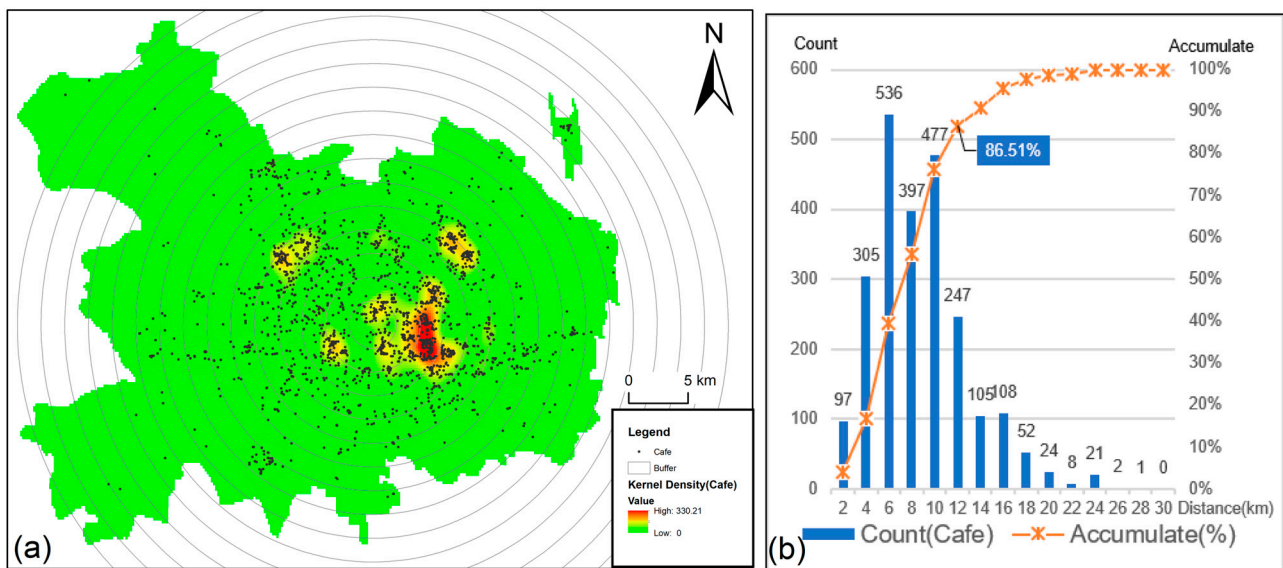 N
0 5 km
Legend
Cafe
Buffer
Kernel Density(Cafe)
Value
High: 330.21
Low: 0
(a)
Count
Accumulate
600
500
400
300
200
100
0
97
305
536
397
477
247
105
108
52
24
8
21
2
1
0
86.51%
100%
90%
80%
70%
60%
50%
40%
30%
20%
10%
0%
2 4 6 8 10 12 14 16 18 20 22 24 26 28 30 Distance(km)
Count(Cafe) Accumulate(%)
(b)